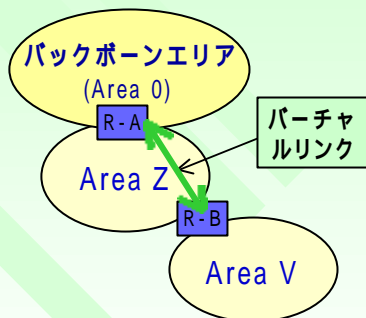 バックボーンエリア
(Area 0)
R-A
バーチャ
ルリンク
Area Z
R-B
Area V